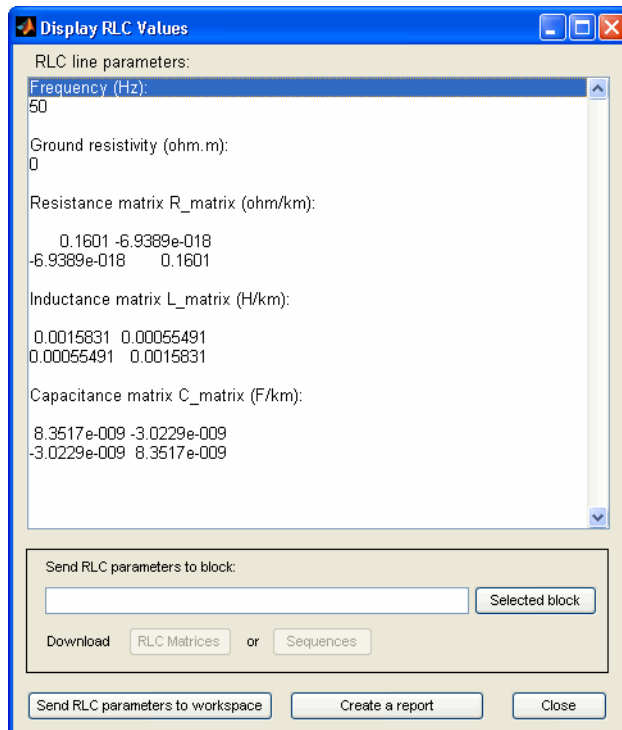 Display RLC Values
RLC line parameters:
Frequency (Hz):
50
Ground resistivity (ohm.m):
0
Resistance matrix R_matrix (ohm/km):
0.1601 -6.9389e-018
-6.9389e-018 0.1601
Inductance matrix L_matrix (H/km):
0.0015831 0.00055491
0.00055491 0.0015831
Capacitance matrix C_matrix (F/km):
8.3517e-009 -3.0229e-009
-3.0229e-009 8.3517e-009
Send RLC parameters to block:
Selected block
Download RLC Matrices or Sequences
Send RLC parameters to workspace Create a report Close